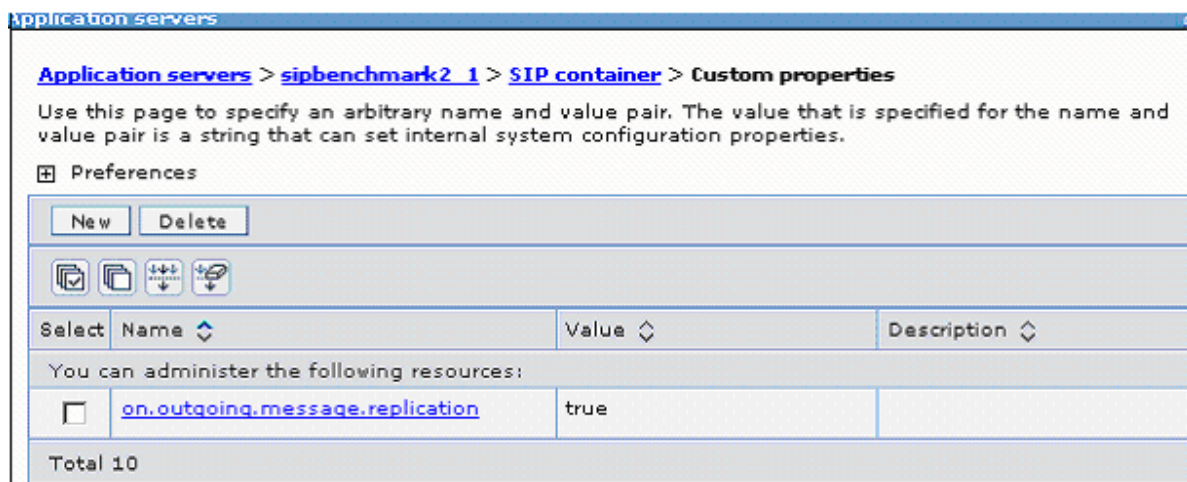 Application servers
Application servers > sipbenchmark2_1 > SIP container > Custom properties
Use this page to specify an arbitrary name and value pair. The value that is specified for the name and
value pair is a string that can set internal system configuration properties.
Preferences
New Delete
Select Name Value Description
You can administer the following resources:
on.outgoing.message.replication true
Total 10